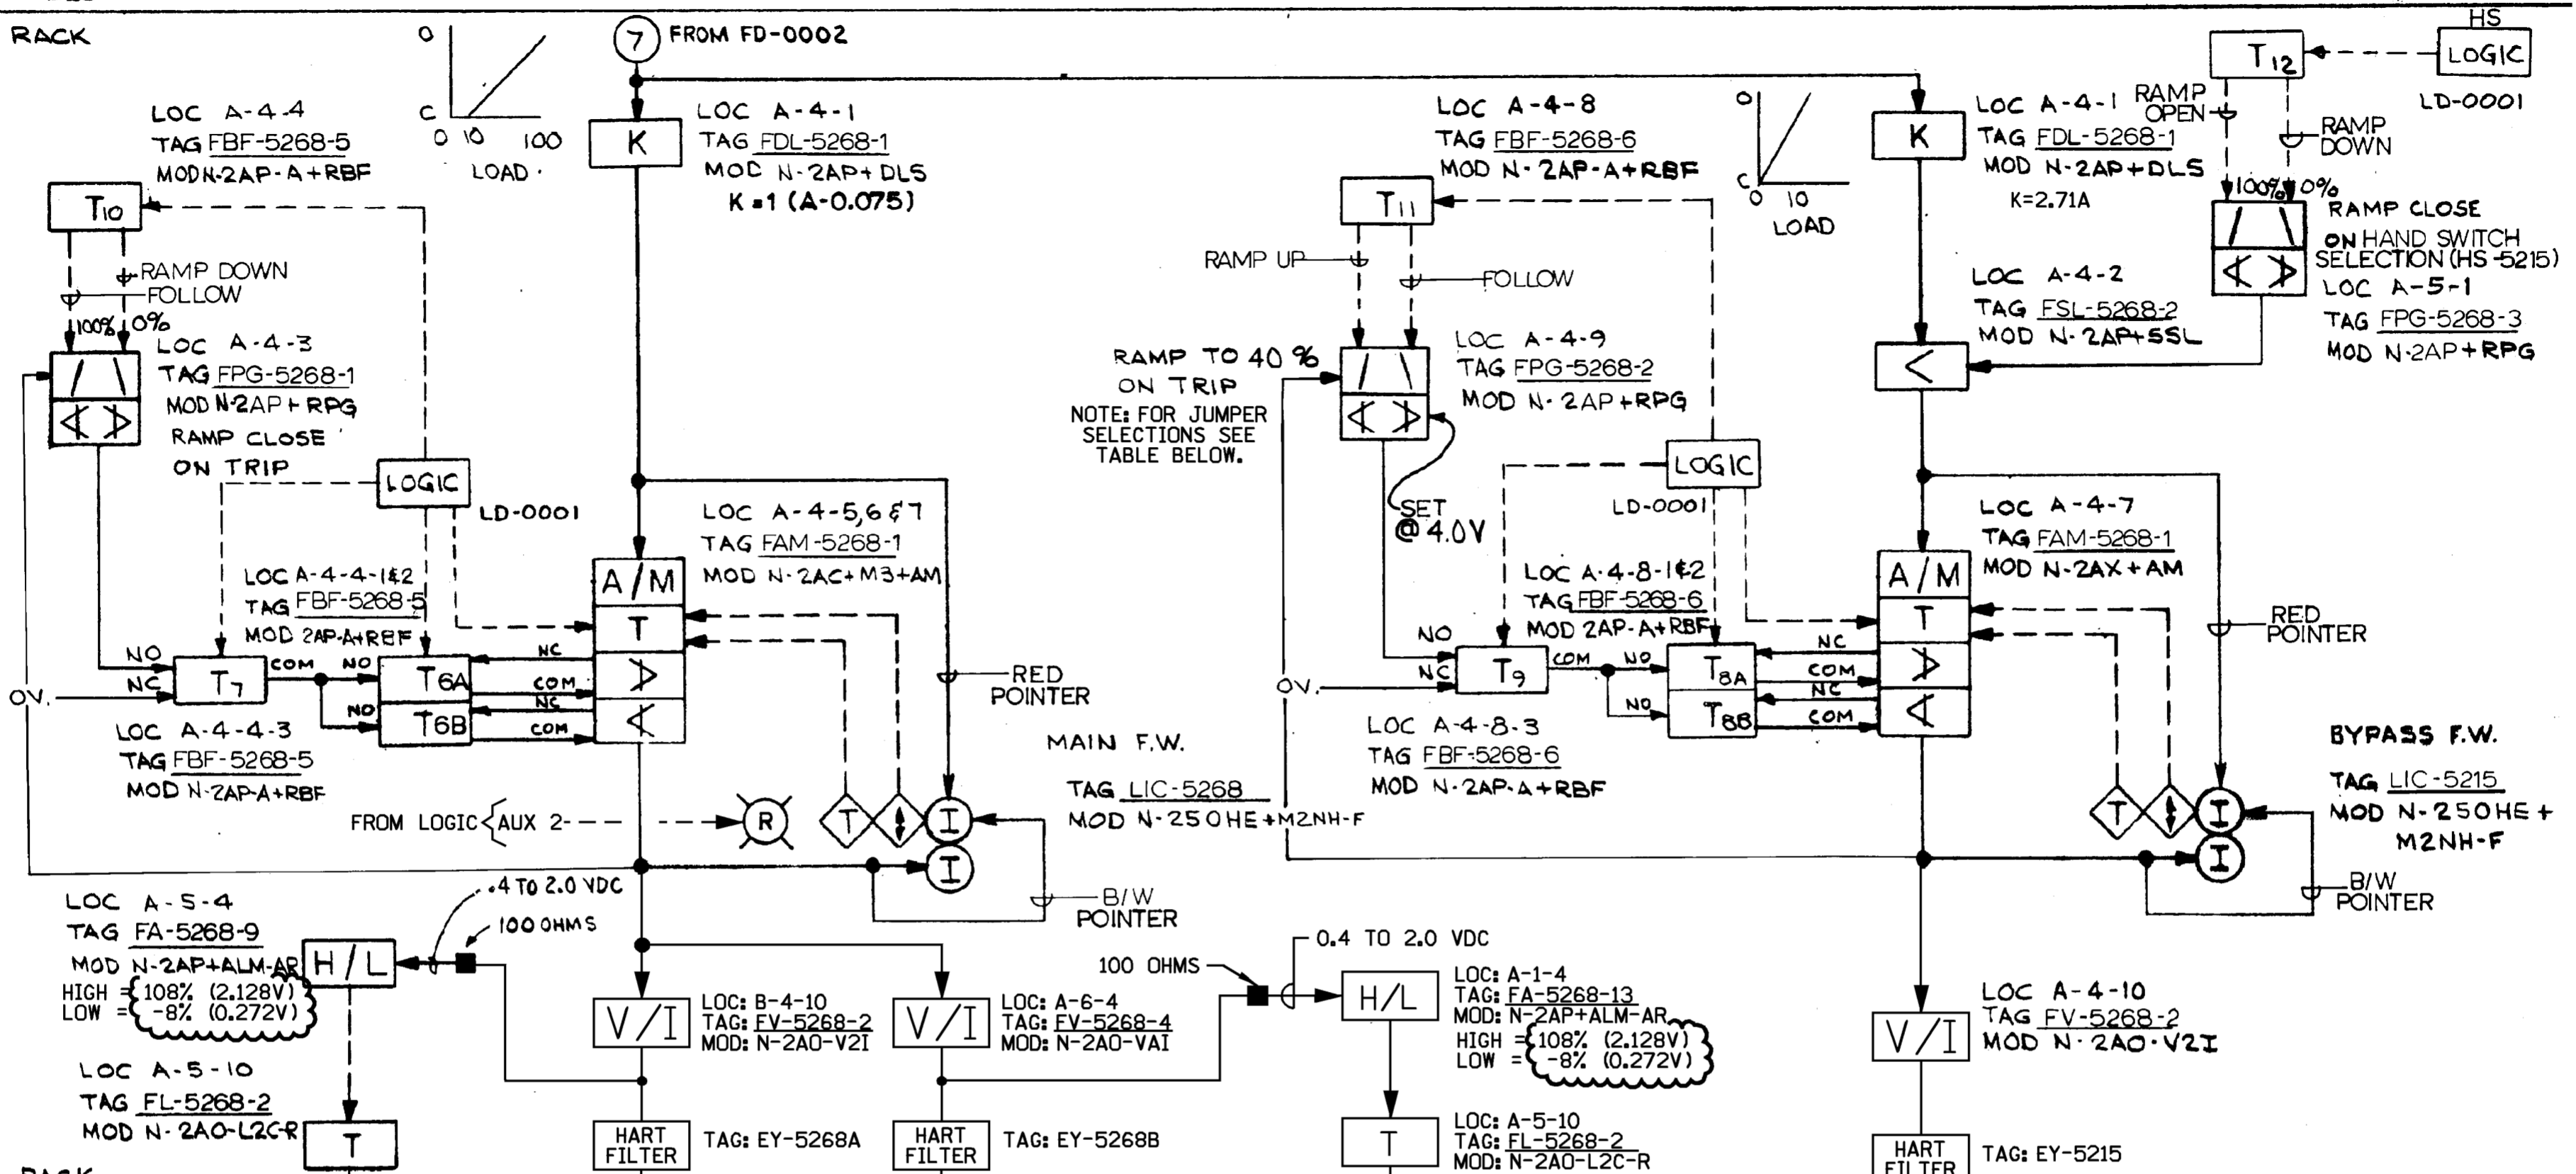 RACK
O
C
0 10 100
LOAD
7 FROM FD-0002
HS
LOGIC
LD-0001
T12
RAMP
OPEN
RAMP
DOWN
100% 0%
LOC A-4-4
TAG FBF-5268-5
MOD N-2AP-A+RBF
K
LOC A-4-1
TAG FDL-5268-1
MOD N-2AP+DLS
K=1 (A-0.075)
LOC A-4-8
TAG FBF-5268-6
MOD N-2AP-A+RBF
O
C
0 10
LOAD
K
LOC A-4-1
TAG FDL-5268-1
MOD N-2AP+DLS
K=2.71A
RAMP CLOSE
ON HAND SWITCH
SELECTION (HS-5215)
LOC A-5-1
TAG FPG-5268-3
MOD N-2AP+RPG
T10
RAMP DOWN
FOLLOW
100% 0%
LOC A-4-3
TAG FPG-5268-1
MOD N-2AP+RPG
RAMP CLOSE
ON TRIP
LOGIC
LD-0001
T11
RAMP UP
FOLLOW
RAMP TO 40%
ON TRIP
NOTE: FOR JUMPER
SELECTIONS SEE
TABLE BELOW.
LOC A-4-9
TAG FPG-5268-2
MOD N-2AP+RPG
SET
@ 4.0V
LOGIC
LD-0001
LOC A-4-2
TAG FSL-5268-2
MOD N-2AP+SSL
<
LOC A-4-5,6 & 7
TAG FAM-5268-1
MOD N-2AC+M3+AM
A/M
T
LOC A-4-4-1&2
TAG FBF-5268-5
MOD 2AP-A+RBF
NO
NC
0V.
T7
COM
NO
NO
T6A
T6B
NC
COM
NC
COM
LOC A-4-4-3
TAG FBF-5268-5
MOD N-2AP-A+RBF
RED
POINTER
MAIN F.W.
TAG LIC-5268
MOD N-250HE+M2NH-F
FROM LOGIC { AUX 2
R
T
I
I
B/W
POINTER
LOC A-4-8-1&2
TAG FBF-5268-6
MOD 2AP-A+RBF
NO
NC
0V.
T9
COM
NO
NO
T8A
T8B
NC
COM
NC
COM
LOC A-4-8-3
TAG FBF-5268-6
MOD N-2AP-A+RBF
LOC A-4-7
TAG FAM-5268-1
MOD N-2AX+AM
A/M
T
RED
POINTER
BYPASS F.W.
TAG LIC-5215
MOD N-250HE+
M2NH-F
T
I
I
B/W
POINTER
LOC A-5-4
TAG FA-5268-9
MOD N-2AP+ALM-AR
HIGH = 108% (2.128V)
LOW = -8% (0.272V)
H/L
.4 TO 2.0 VDC
100 OHMS
LOC A-5-10
TAG FL-5268-2
MOD N-2AO-L2C-R
T
V/I
LOC: B-4-10
TAG: FV-5268-2
MOD: N-2AO-V2I
V/I
LOC: A-6-4
TAG: FV-5268-4
MOD: N-2AO-VAI
HART
FILTER
TAG: EY-5268A
HART
FILTER
TAG: EY-5268B
100 OHMS
0.4 TO 2.0 VDC
H/L
LOC: A-1-4
TAG: FA-5268-13
MOD: N-2AP+ALM-AR
HIGH = 108% (2.128V)
LOW = -8% (0.272V)
T
LOC: A-5-10
TAG: FL-5268-2
MOD: N-2AO-L2C-R
V/I
LOC A-4-10
TAG FV-5268-2
MOD N-2AO-V2I
HART
FILTER
TAG: EY-5215
RACK